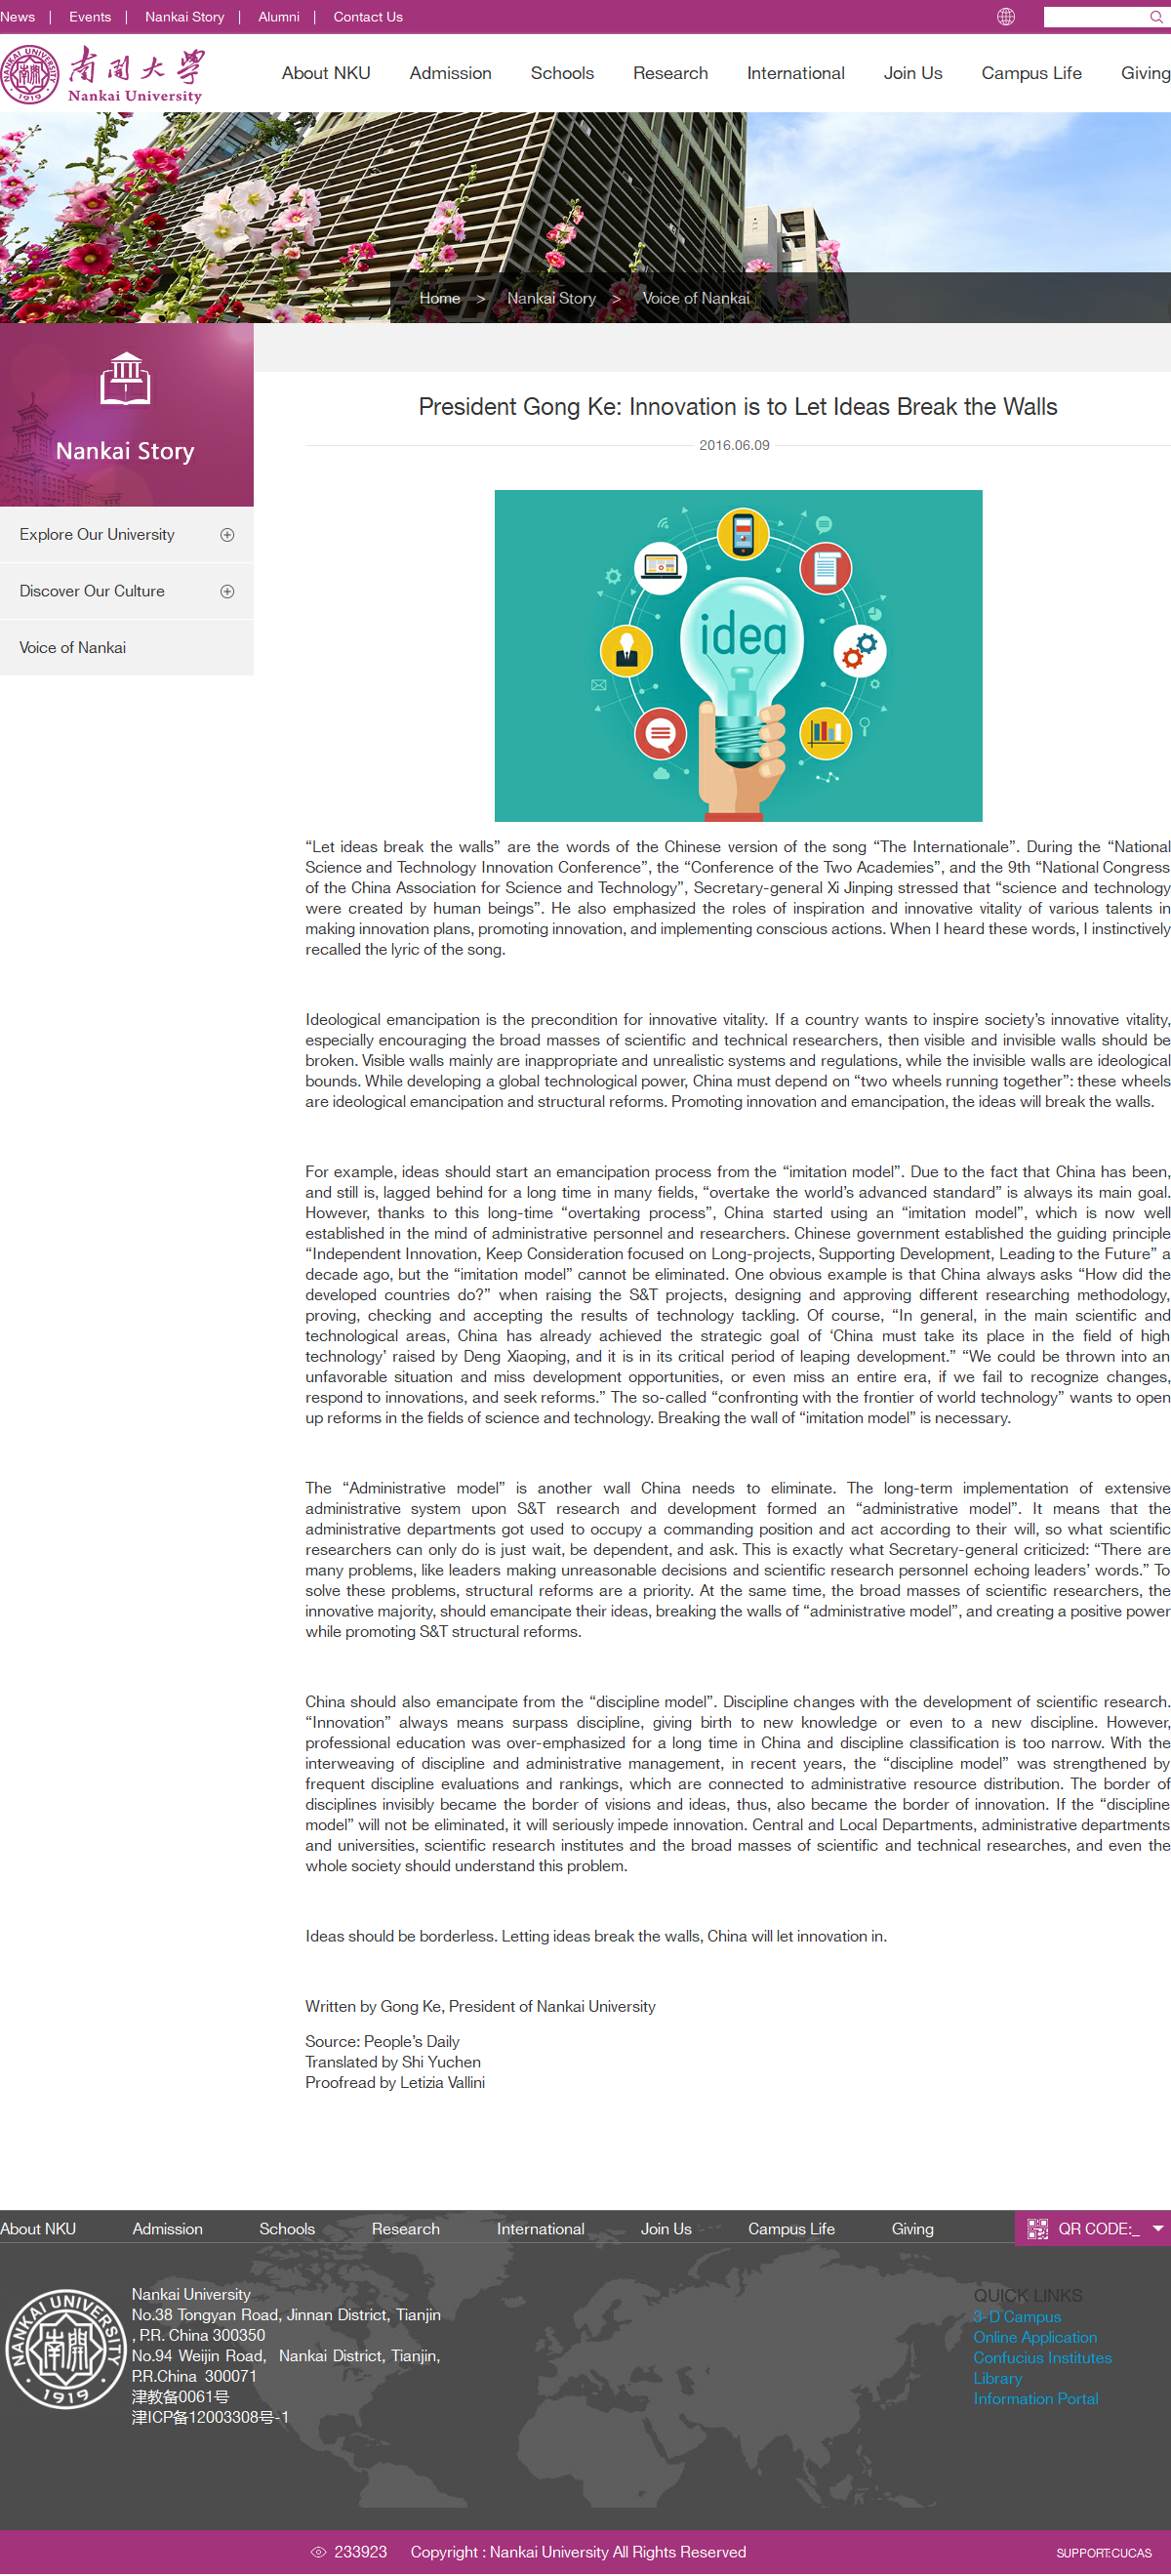 News | Events | Nankai Story | Alumni | Contact Us
NANKAI UNIVERSITY 南開 1919
南開大學
Nankai University
About NKU Admission Schools Research International Join Us Campus Life Giving
Home > Nankai Story > Voice of Nankai
Nankai Story
Explore Our University
Discover Our Culture
Voice of Nankai
President Gong Ke: Innovation is to Let Ideas Break the Walls
2016.06.09
idea
“Let ideas break the walls” are the words of the Chinese version of the song “The Internationale”. During the “National
Science and Technology Innovation Conference”, the “Conference of the Two Academies”, and the 9th “National Congress
of the China Association for Science and Technology”, Secretary-general Xi Jinping stressed that “science and technology
were created by human beings”. He also emphasized the roles of inspiration and innovative vitality of various talents in
making innovation plans, promoting innovation, and implementing conscious actions. When I heard these words, I instinctively
recalled the lyric of the song.
Ideological emancipation is the precondition for innovative vitality. If a country wants to inspire society’s innovative vitality,
especially encouraging the broad masses of scientific and technical researchers, then visible and invisible walls should be
broken. Visible walls mainly are inappropriate and unrealistic systems and regulations, while the invisible walls are ideological
bounds. While developing a global technological power, China must depend on “two wheels running together”: these wheels
are ideological emancipation and structural reforms. Promoting innovation and emancipation, the ideas will break the walls.
For example, ideas should start an emancipation process from the “imitation model”. Due to the fact that China has been,
and still is, lagged behind for a long time in many fields, “overtake the world’s advanced standard” is always its main goal.
However, thanks to this long-time “overtaking process”, China started using an “imitation model”, which is now well
established in the mind of administrative personnel and researchers. Chinese government established the guiding principle
“Independent Innovation, Keep Consideration focused on Long-projects, Supporting Development, Leading to the Future” a
decade ago, but the “imitation model” cannot be eliminated. One obvious example is that China always asks “How did the
developed countries do?” when raising the S&T projects, designing and approving different researching methodology,
proving, checking and accepting the results of technology tackling. Of course, “In general, in the main scientific and
technological areas, China has already achieved the strategic goal of ‘China must take its place in the field of high
technology’ raised by Deng Xiaoping, and it is in its critical period of leaping development.” “We could be thrown into an
unfavorable situation and miss development opportunities, or even miss an entire era, if we fail to recognize changes,
respond to innovations, and seek reforms.” The so-called “confronting with the frontier of world technology” wants to open
up reforms in the fields of science and technology. Breaking the wall of “imitation model” is necessary.
The “Administrative model” is another wall China needs to eliminate. The long-term implementation of extensive
administrative system upon S&T research and development formed an “administrative model”. It means that the
administrative departments got used to occupy a commanding position and act according to their will, so what scientific
researchers can only do is just wait, be dependent, and ask. This is exactly what Secretary-general criticized: “There are
many problems, like leaders making unreasonable decisions and scientific research personnel echoing leaders’ words.” To
solve these problems, structural reforms are a priority. At the same time, the broad masses of scientific researchers, the
innovative majority, should emancipate their ideas, breaking the walls of “administrative model”, and creating a positive power
while promoting S&T structural reforms.
China should also emancipate from the “discipline model”. Discipline changes with the development of scientific research.
“Innovation” always means surpass discipline, giving birth to new knowledge or even to a new discipline. However,
professional education was over-emphasized for a long time in China and discipline classification is too narrow. With the
interweaving of discipline and administrative management, in recent years, the “discipline model” was strengthened by
frequent discipline evaluations and rankings, which are connected to administrative resource distribution. The border of
disciplines invisibly became the border of visions and ideas, thus, also became the border of innovation. If the “discipline
model” will not be eliminated, it will seriously impede innovation. Central and Local Departments, administrative departments
and universities, scientific research institutes and the broad masses of scientific and technical researches, and even the
whole society should understand this problem.
Ideas should be borderless. Letting ideas break the walls, China will let innovation in.
Written by Gong Ke, President of Nankai University
Source: People’s Daily
Translated by Shi Yuchen
Proofread by Letizia Vallini
About NKU Admission Schools Research International Join Us Campus Life Giving QR CODE:_
NANKAI UNIVERSITY 南開 1919
Nankai University
No.38 Tongyan Road, Jinnan District, Tianjin
, P.R. China 300350
No.94 Weijin Road, Nankai District, Tianjin,
P.R.China 300071
津教备0061号
津ICP备12003308号-1
QUICK LINKS
3-D Campus
Online Application
Confucius Institutes
Library
Information Portal
233923 Copyright : Nankai University All Rights Reserved SUPPORT:CUCAS